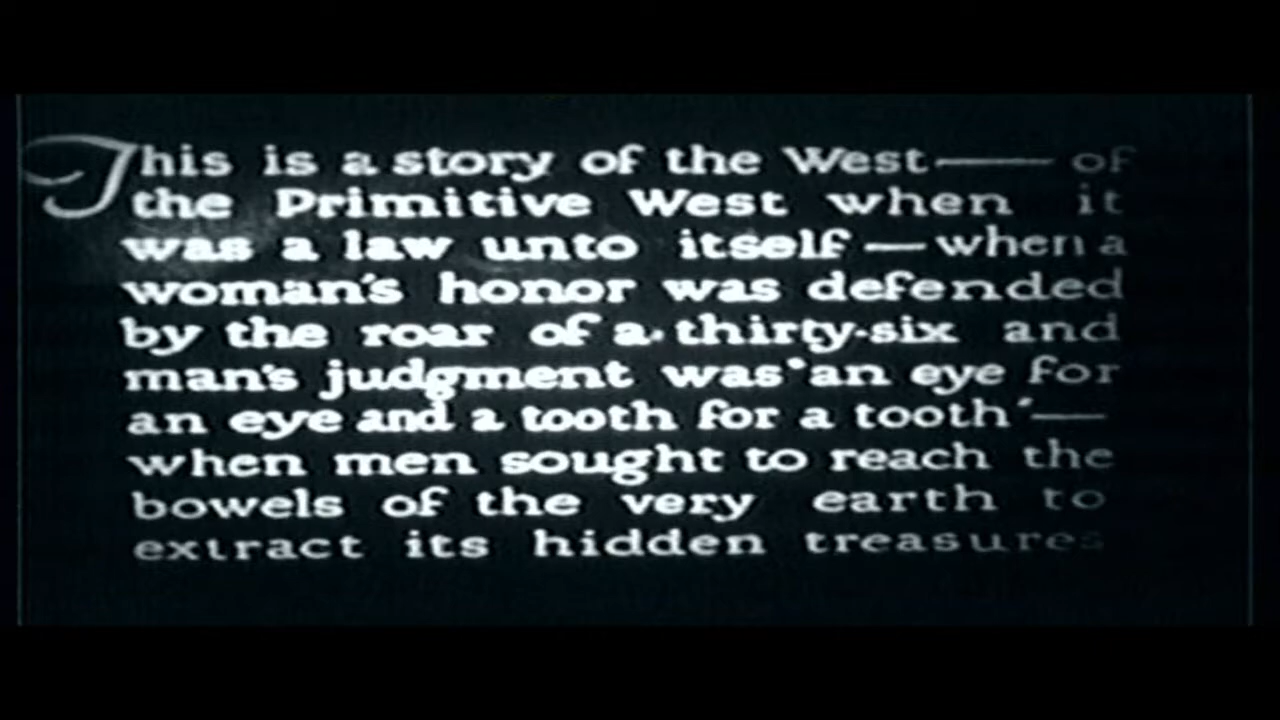 This is a story of the West — of
the Primitive West when it
was a law unto itself — when a
woman's honor was defended
by the roar of a thirty-six and
man's judgment was "an eye for
an eye and a tooth for a tooth" —
when men sought to reach the
bowels of the very earth to
extract its hidden treasures